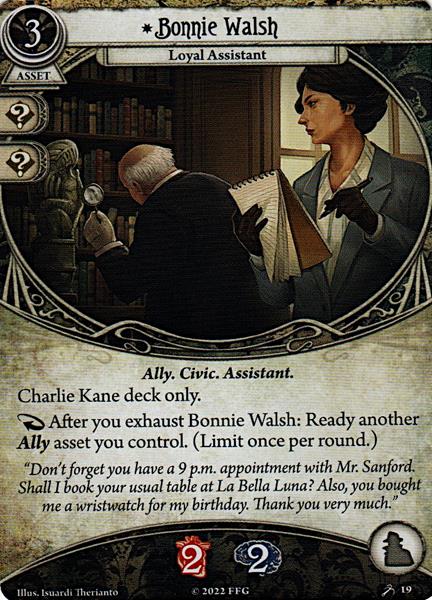 3
Bonnie Walsh
ASSET
Loyal Assistant
?
?
Ally. Civic. Assistant.
Charlie Kane deck only.
After you exhaust Bonnie Walsh: Ready another
Ally asset you control. (Limit once per round.)
“Don’t forget you have a 9 p.m. appointment with Mr. Sanford.
Shall I book your usual table at La Bella Luna? Also, you bought
me a wristwatch for my birthday. Thank you very much.”
2 2
Illus. Isuardi Therianto © 2022 FFG 19